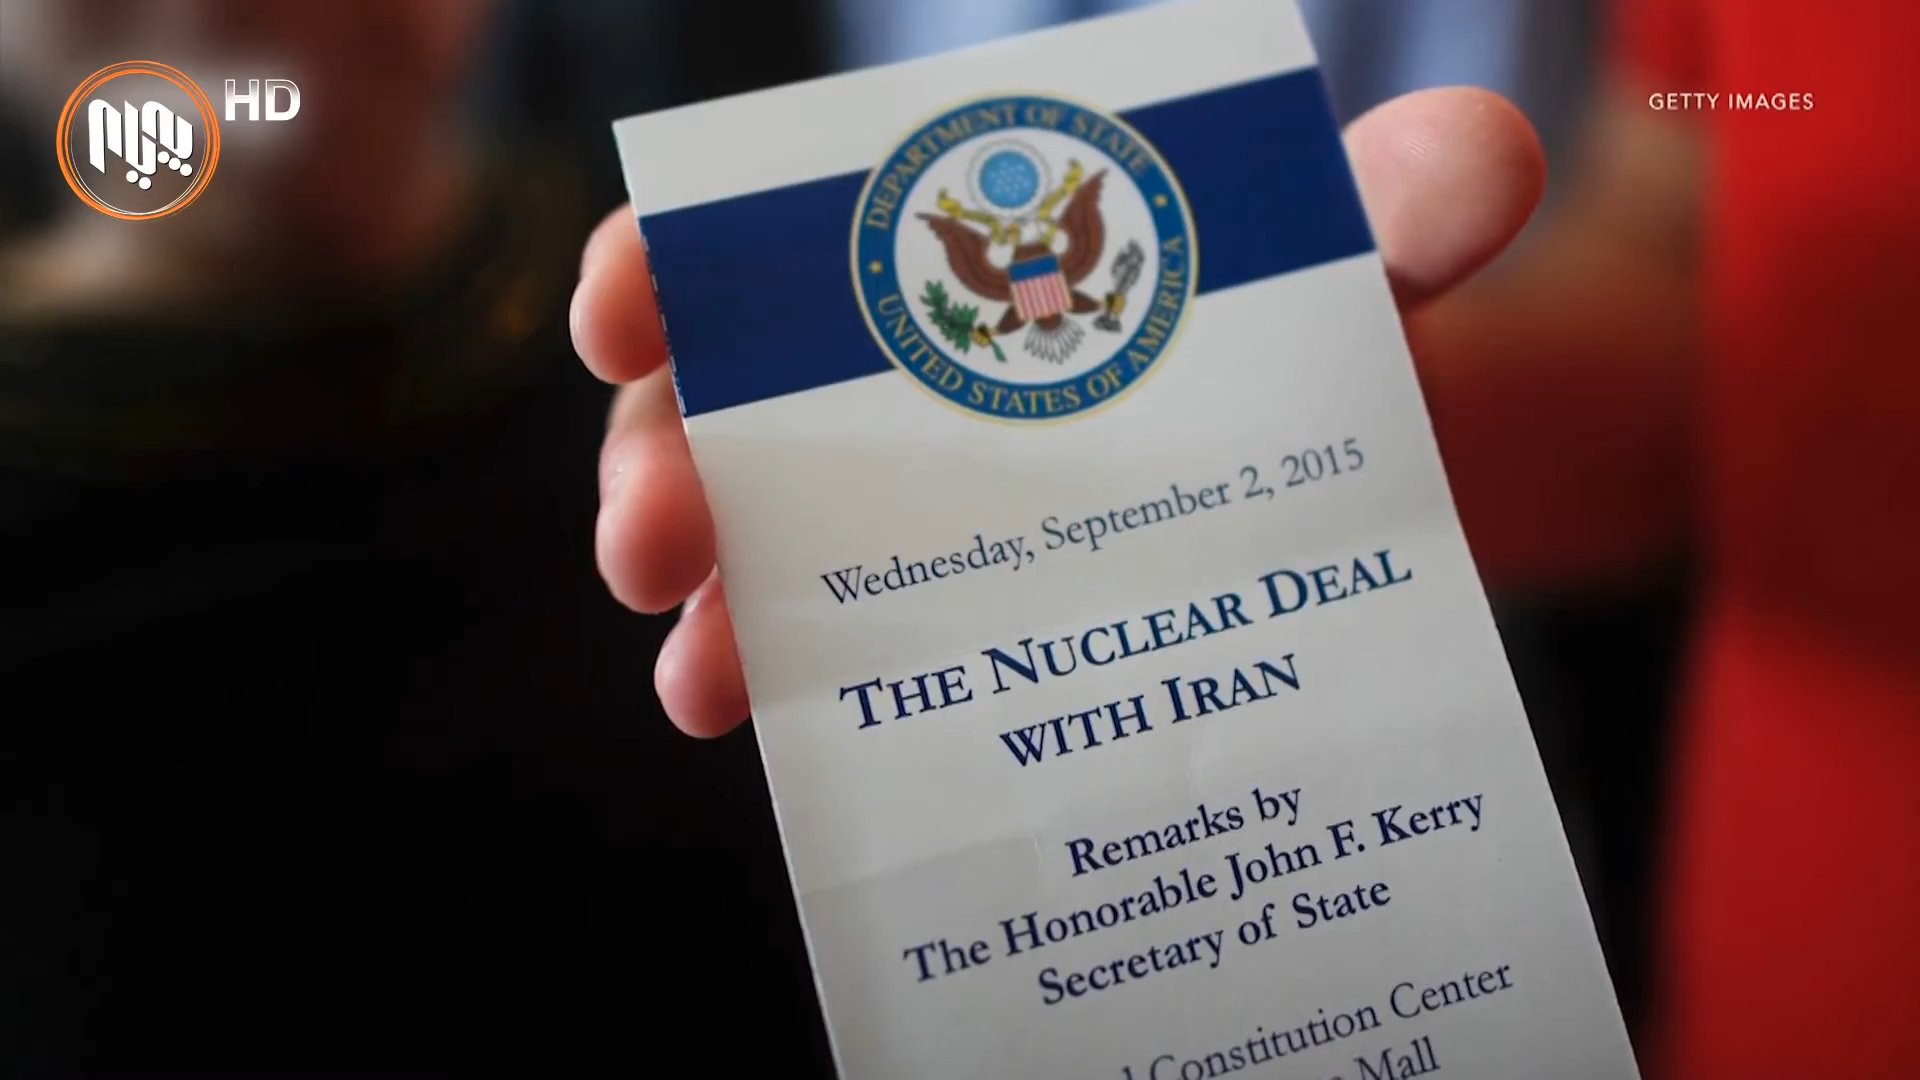 HD
GETTY IMAGES
DEPARTMENT OF STATE
UNITED STATES OF AMERICA
Wednesday, September 2, 2015
THE NUCLEAR DEAL
WITH IRAN
Remarks by
The Honorable John F. Kerry
Secretary of State
Constitution Center
Mall